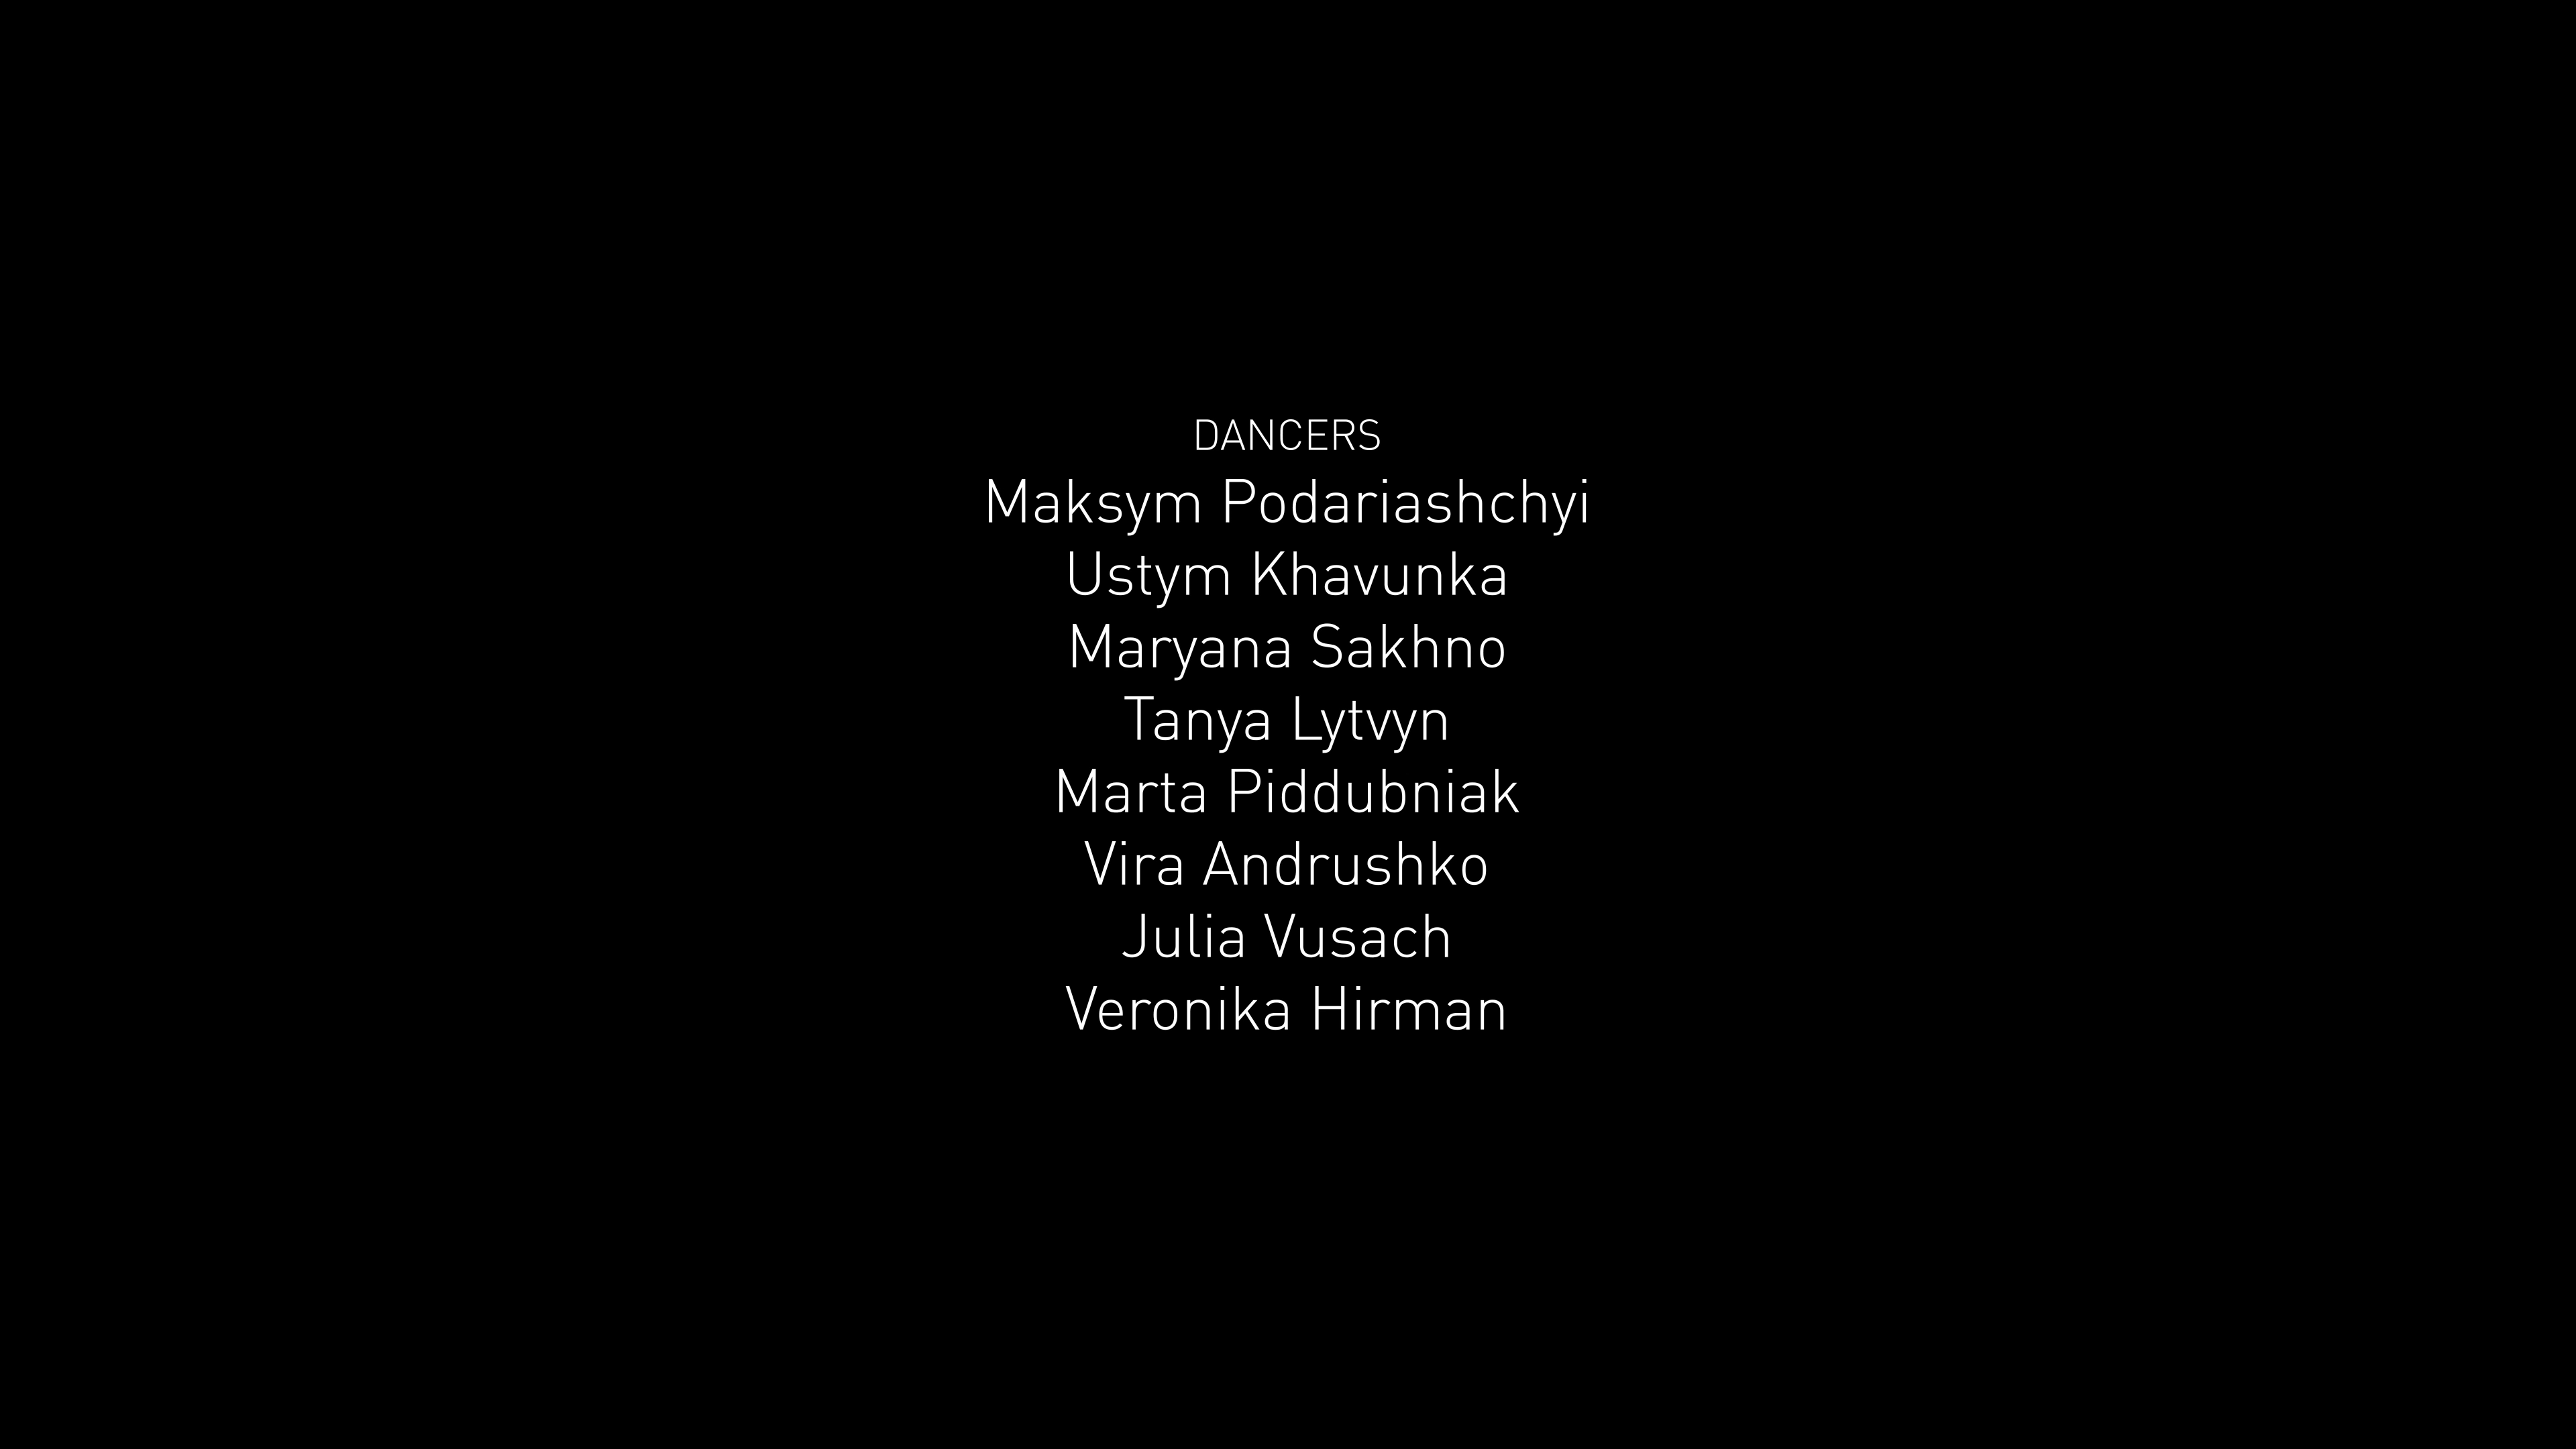 DANCERS
Maksym Podariashchyi
Ustym Khavunka
Maryana Sakhno
Tanya Lytvyn
Marta Piddubniak
Vira Andrushko
Julia Vusach
Veronika Hirman